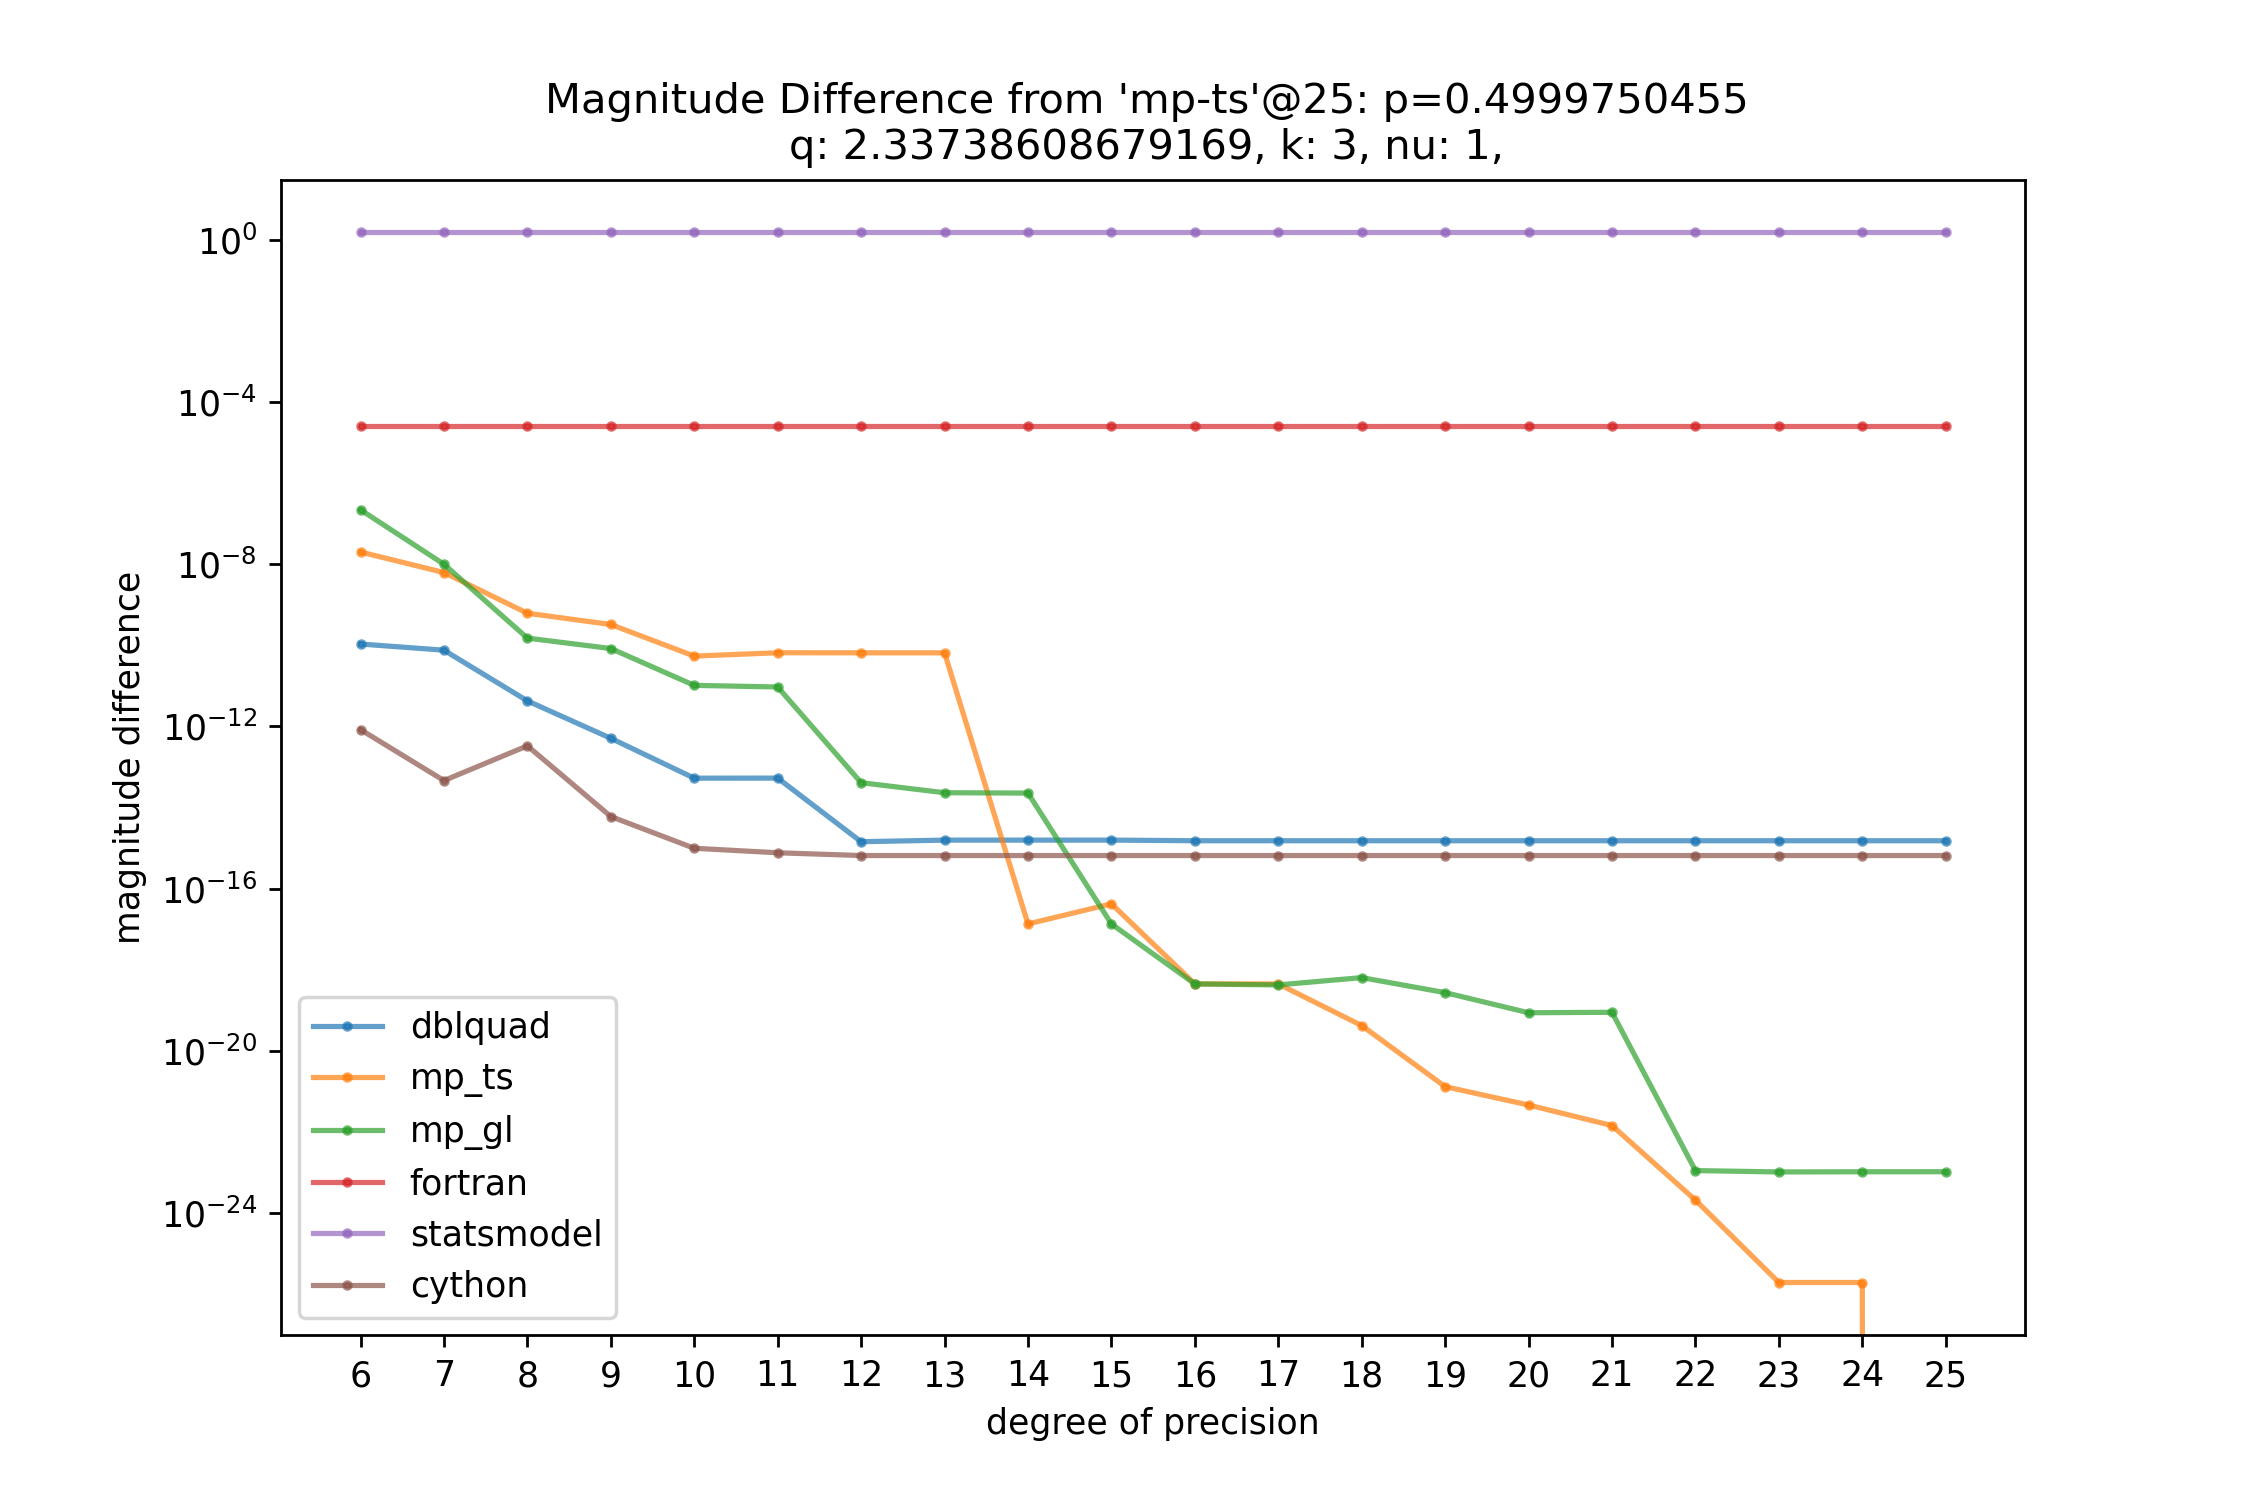 Magnitude Difference from 'mp-ts'@25: p=0.4999750455
q: 2.33738608679169, k: 3, nu: 1,
magnitude difference
10⁰
10⁻⁴
10⁻⁸
10⁻¹²
10⁻¹⁶
10⁻²⁰
10⁻²⁴
dblquad
mp_ts
mp_gl
fortran
statsmodel
cython
6 7 8 9 10 11 12 13 14 15 16 17 18 19 20 21 22 23 24 25
degree of precision